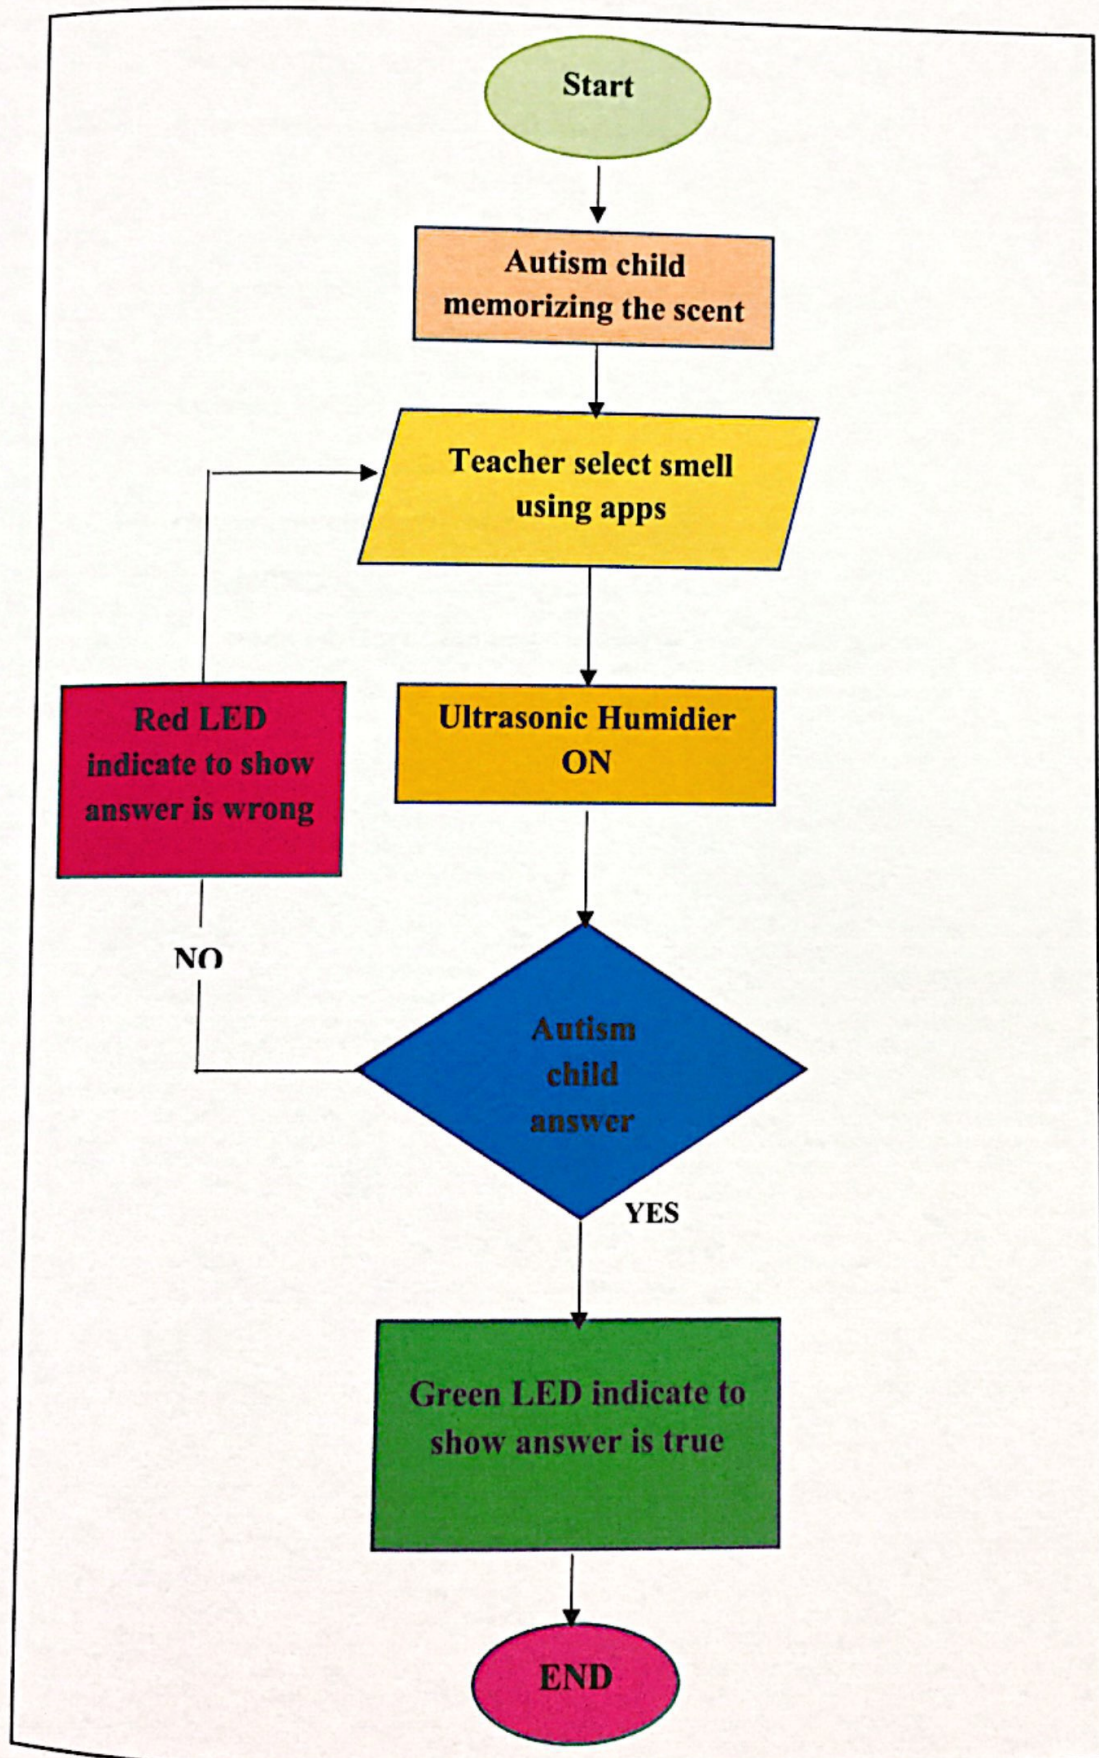 Start
Autism child
memorizing the scent
Teacher select smell
using apps
Red LED
indicate to show
answer is wrong
Ultrasonic Humidier
ON
NO
Autism
child
answer
YES
Green LED indicate to
show answer is true
END